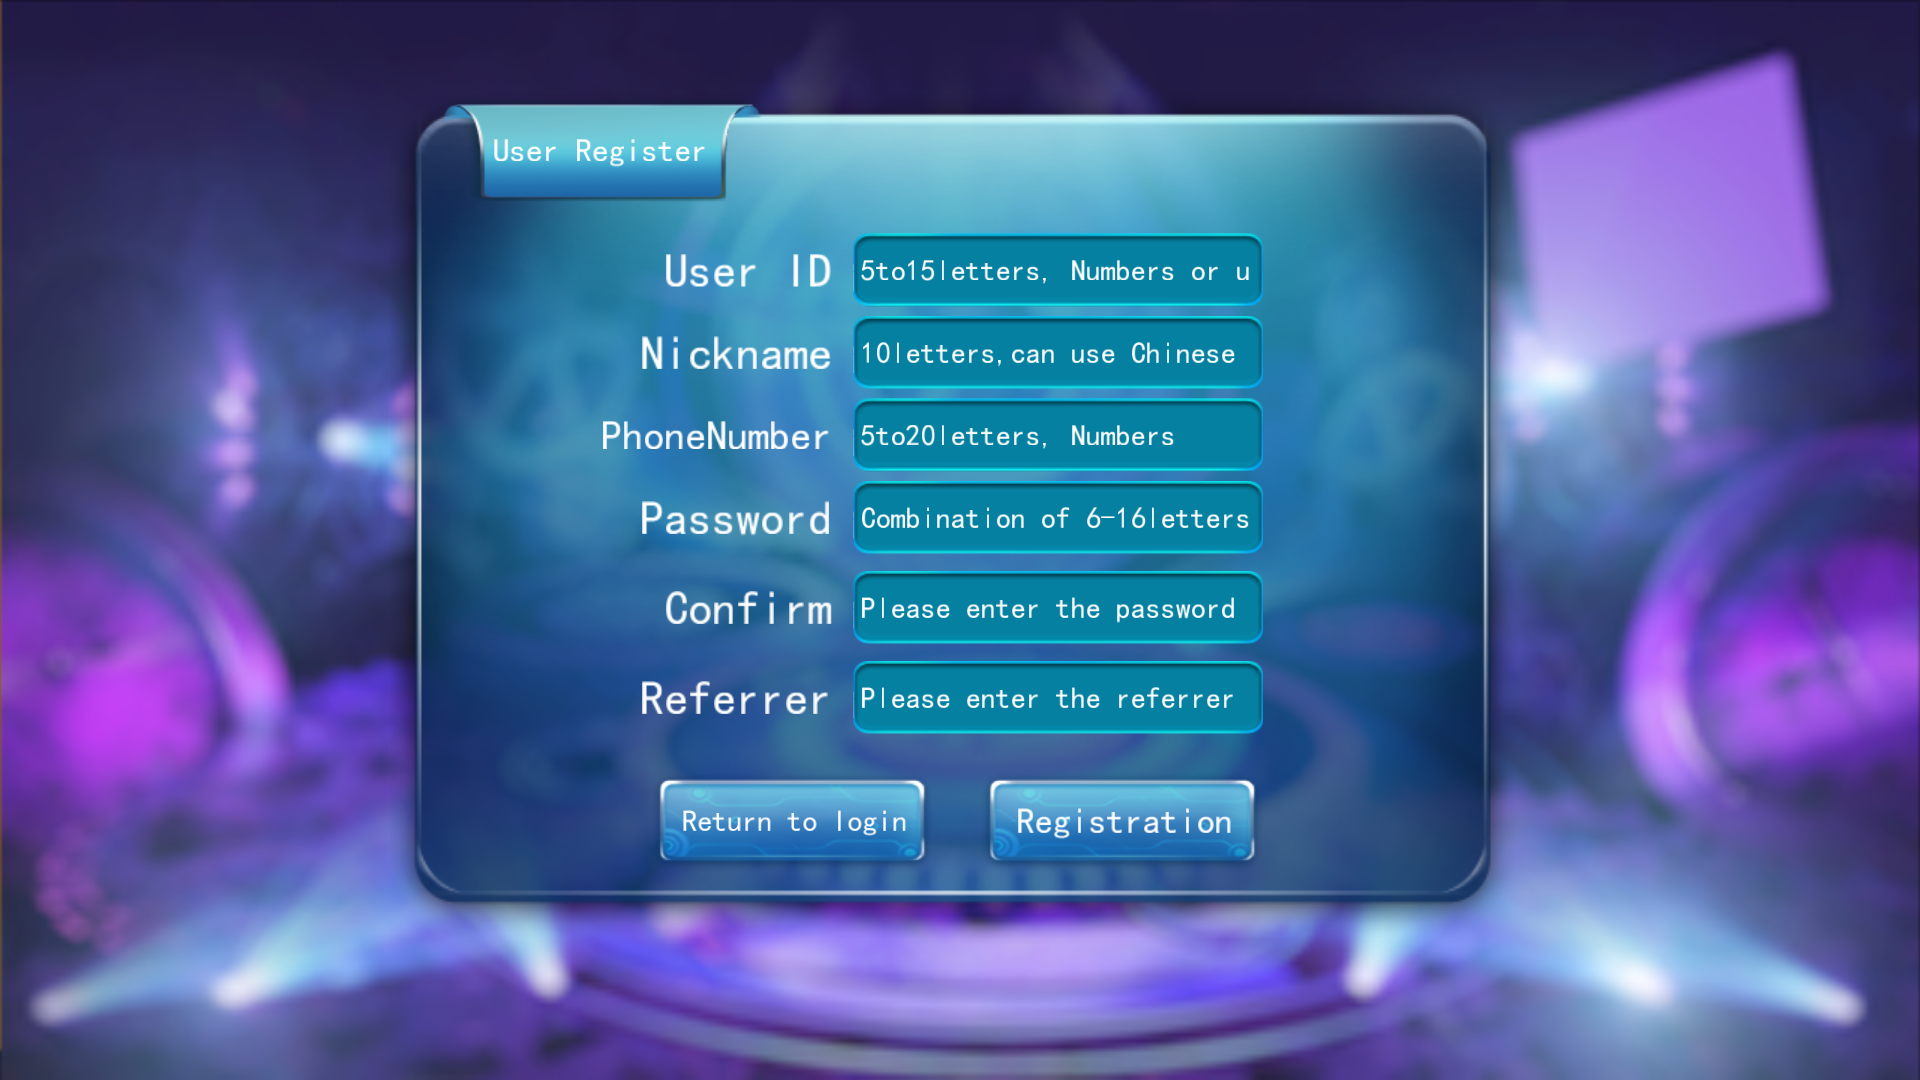 User Register
User ID
5to15letters, Numbers or u
Nickname
10letters,can use Chinese
PhoneNumber
5to20letters, Numbers
Password
Combination of 6-16letters
Confirm
Please enter the password
Referrer
Please enter the referrer
Return to login
Registration